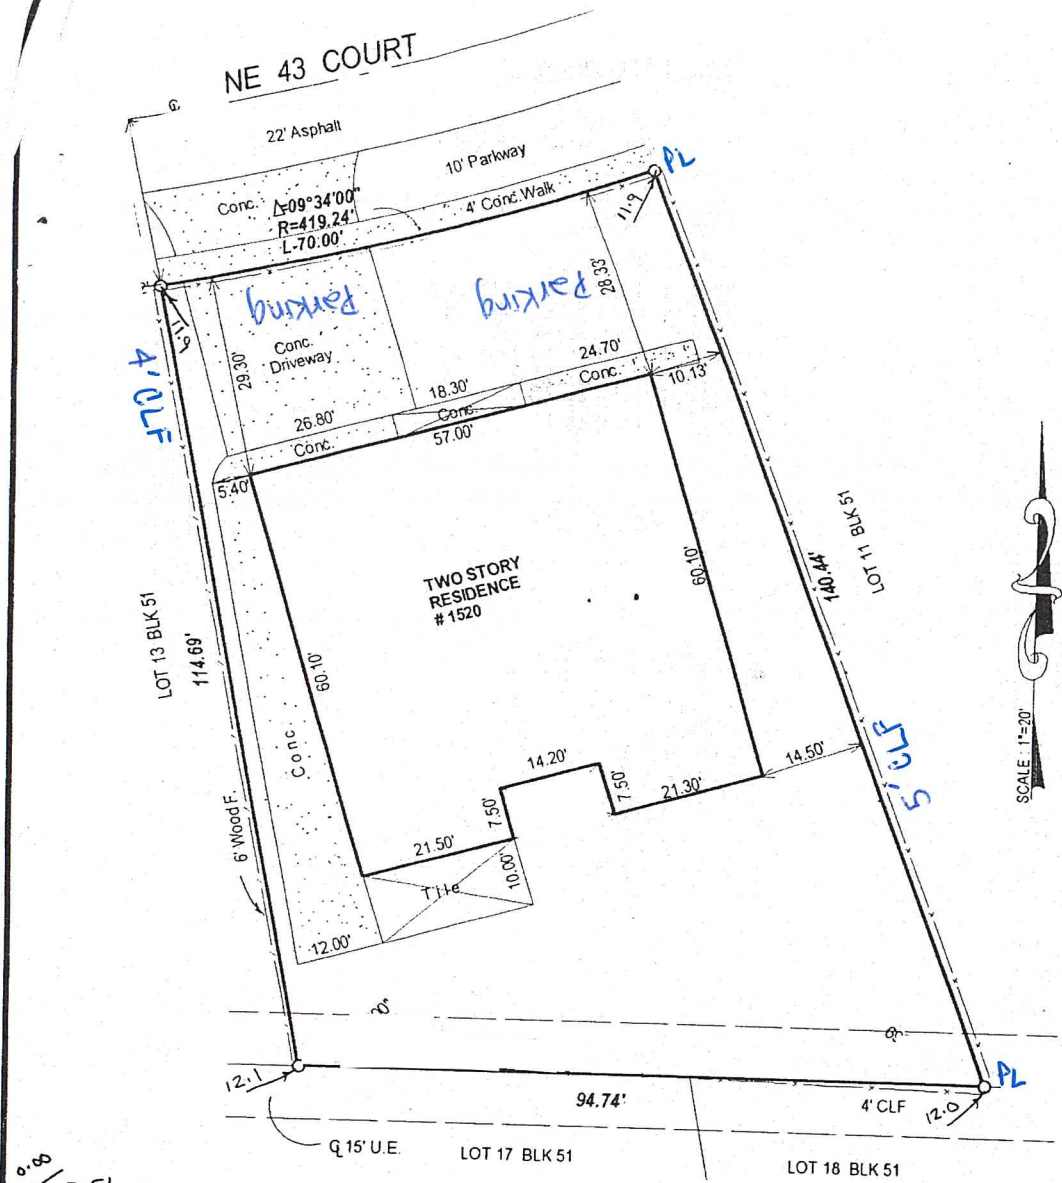 NE 43 COURT
℄
22' Asphalt
10' Parkway
PL
Conc.
Δ=09°34'00"
R=419.24'
L-70.00'
4' Conc. Walk
11.9
11.9
Parking
Parking
28.33'
29.30'
Conc.
Driveway
4' CLF
24.70'
18.30'
26.80'
Conc.
Conc.
Conc.
10.13'
57.00'
5.40'
TWO STORY
RESIDENCE
# 1520
LOT 11 BLK 51
140.44'
60.10'
60.10'
LOT 13 BLK 51
114.69'
Conc
SCALE : 1"=20'
5' CLF
14.50'
14.20'
7.50'
7.50'
21.30'
21.50'
10.00'
Tile
6' Wood F.
12.00'
12.1
94.74'
4' CLF
12.0
PL
℄ 15' U.E.
LOT 17 BLK 51
LOT 18 BLK 51
0.00